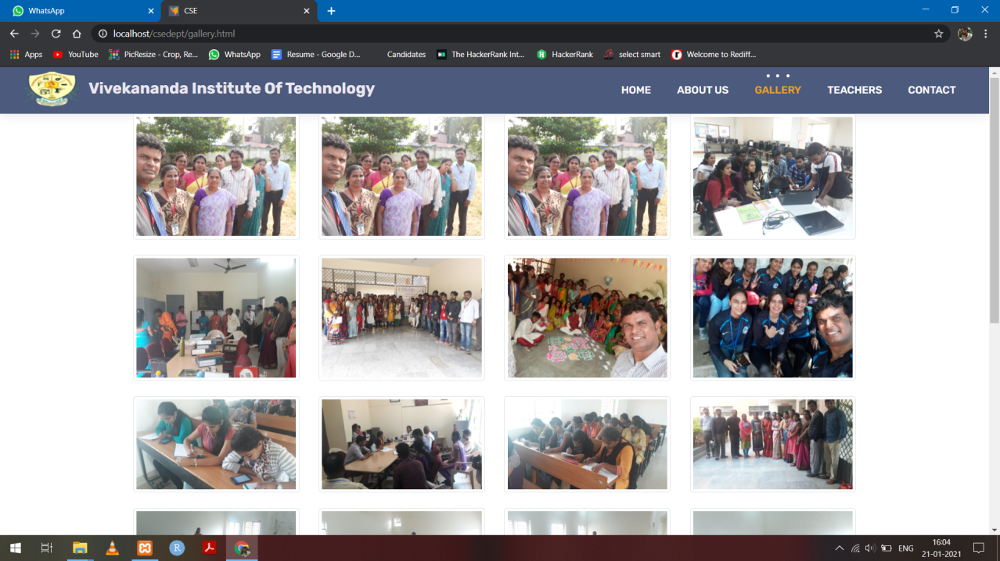 WhatsApp
CSE
localhost/csedept/gallery.html
Apps YouTube PicResize - Crop, Re... WhatsApp Resume - Google D... Candidates The HackerRank Int... HackerRank select smart Welcome to Rediff...
Vivekananda Institute Of Technology
HOME ABOUT US GALLERY TEACHERS CONTACT
ENG
16:04
21-01-2021